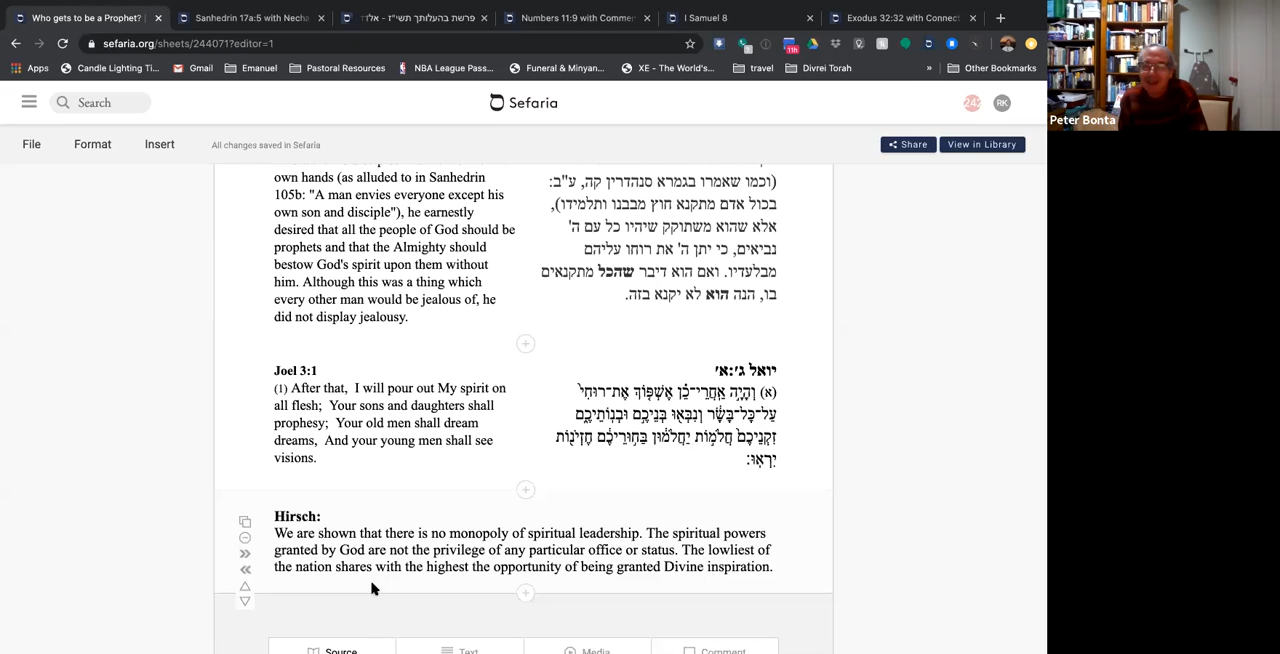 Who gets to be a Prophet?
Sanhedrin 17a:5 with Necha
פרשת בהעלותך תשי"ז - אלדד
Numbers 11:9 with Commen
I Samuel 8
Exodus 32:32 with Connect
sefaria.org/sheets/244071?editor=1
11h
Apps
Candle Lighting Ti...
Gmail
Emanuel
Pastoral Resources
NBA League Pass...
Funeral & Minyan...
XE - The World's...
travel
Divrei Torah
»
Other Bookmarks
Search
Sefaria
242
RK
File
Format
Insert
All changes saved in Sefaria
Share
View in Library
own hands (as alluded to in Sanhedrin
105b: "A man envies everyone except his
own son and disciple"), he earnestly
desired that all the people of God should be
prophets and that the Almighty should
bestow God's spirit upon them without
him. Although this was a thing which
every other man would be jealous of, he
did not display jealousy.
(וכמו שאמרו בגמרא סנהדרין קה, ע"ב:
בכול אדם מתקנא חוץ מבבנו ותלמידו),
אלא שהוא משתוקק שיהיו כל עם ה'
נביאים, כי יתן ה' את רוחו עליהם
מבלעדיו. ואם הוא דיבר שהכל מתקנאים
בו, הנה הוא לא יקנא בזה.
Joel 3:1
(1) After that, I will pour out My spirit on
all flesh; Your sons and daughters shall
prophesy; Your old men shall dream
dreams, And your young men shall see
visions.
יואל ג׳:א׳
(א) וְהָיָ֣ה אַֽחֲרֵי־כֵ֗ן אֶשְׁפּ֤וֹךְ אֶת־רוּחִי֙
עַל־כׇּל־בָּשָׂ֔ר וְנִבְּא֖וּ בְּנֵיכֶ֣ם וּבְנֽוֹתֵיכֶ֑ם
זִקְנֵיכֶם֙ חֲלֹמ֣וֹת יַחֲלֹמ֔וּן בַּח֣וּרֵיכֶ֔ם חֶזְיֹנ֖וֹת
יִרְאֽוּ׃
Hirsch:
We are shown that there is no monopoly of spiritual leadership. The spiritual powers
granted by God are not the privilege of any particular office or status. The lowliest of
the nation shares with the highest the opportunity of being granted Divine inspiration.
Source
Text
Media
Comment
Peter Bonta